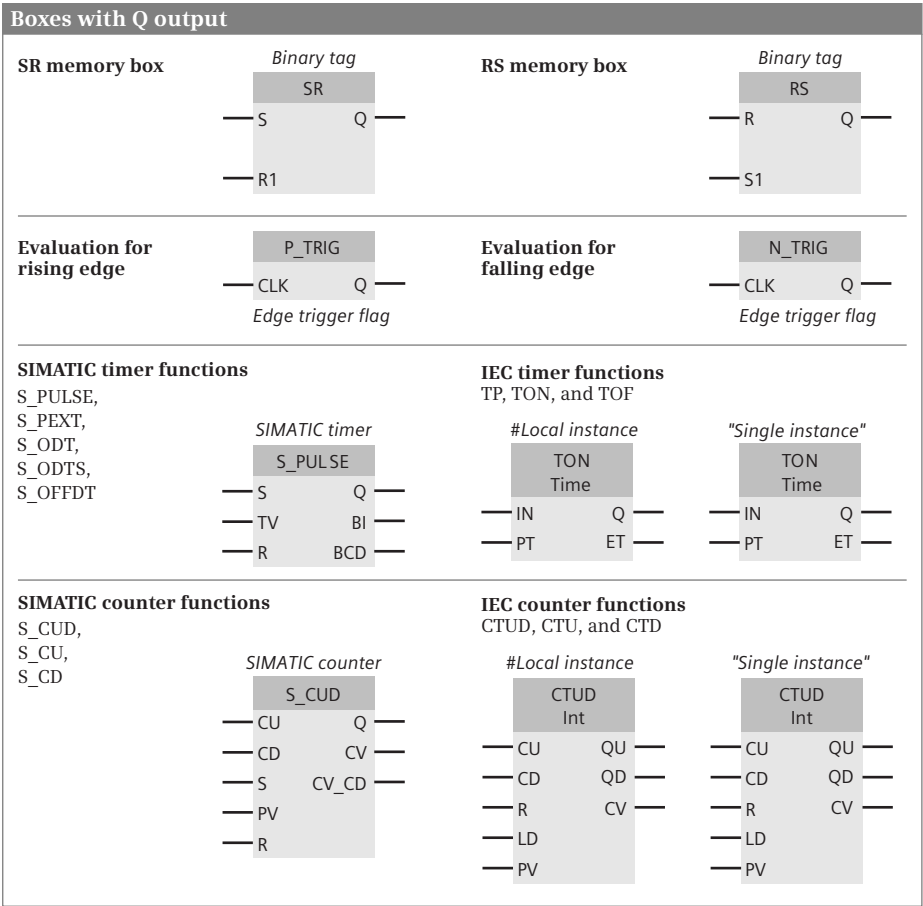 Boxes with Q output
SR memory box
Binary tag
SR
S Q
R1
RS memory box
Binary tag
RS
R Q
S1
Evaluation for
rising edge
P_TRIG
CLK Q
Edge trigger flag
Evaluation for
falling edge
N_TRIG
CLK Q
Edge trigger flag
SIMATIC timer functions
S_PULSE,
S_PEXT,
S_ODT,
S_ODTS,
S_OFFDT
SIMATIC timer
S_PULSE
S Q
TV BI
R BCD
IEC timer functions
TP, TON, and TOF
#Local instance
TON
Time
IN Q
PT ET
"Single instance"
TON
Time
IN Q
PT ET
SIMATIC counter functions
S_CUD,
S_CU,
S_CD
SIMATIC counter
S_CUD
CU Q
CD CV
S CV_CD
PV
R
IEC counter functions
CTUD, CTU, and CTD
#Local instance
CTUD
Int
CU QU
CD QD
R CV
LD
PV
"Single instance"
CTUD
Int
CU QU
CD QD
R CV
LD
PV